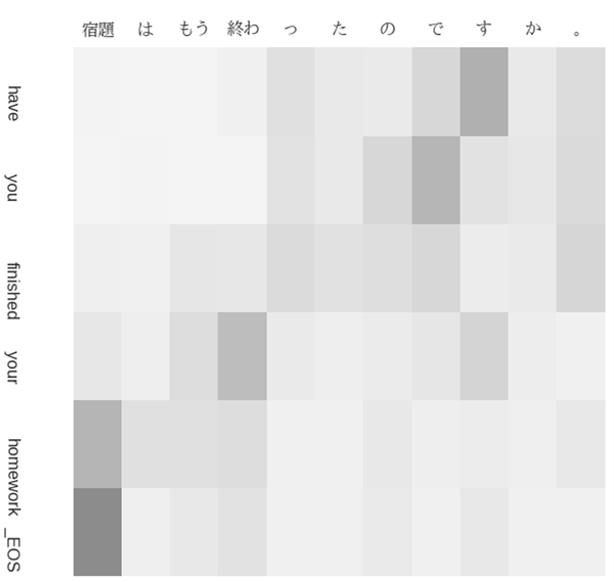 宿題 は もう 終わ っ た の で す か 。
have
you
finished
your
homework
_EOS